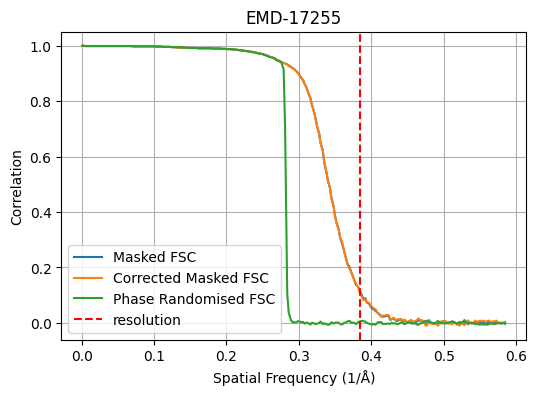 EMD-17255
Correlation
1.0
0.8
0.6
0.4
0.2
0.0
Masked FSC
Corrected Masked FSC
Phase Randomised FSC
resolution
0.0 0.1 0.2 0.3 0.4 0.5 0.6
Spatial Frequency (1/Å)